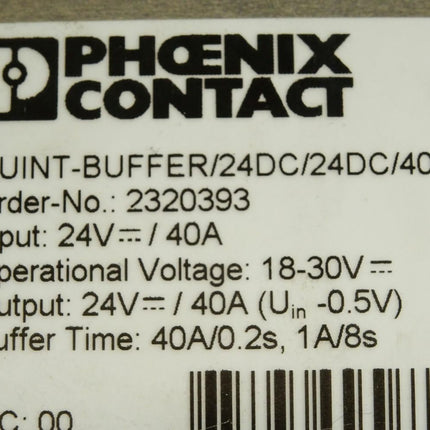 PHŒNIX
CONTACT
UINT-BUFFER/24DC/24DC/40
rder-No.: 2320393
put: 24V⎓ / 40A
perational Voltage: 18-30V⎓
utput: 24V⎓ / 40A (Uin -0.5V)
uffer Time: 40A/0.2s, 1A/8s
C: 00